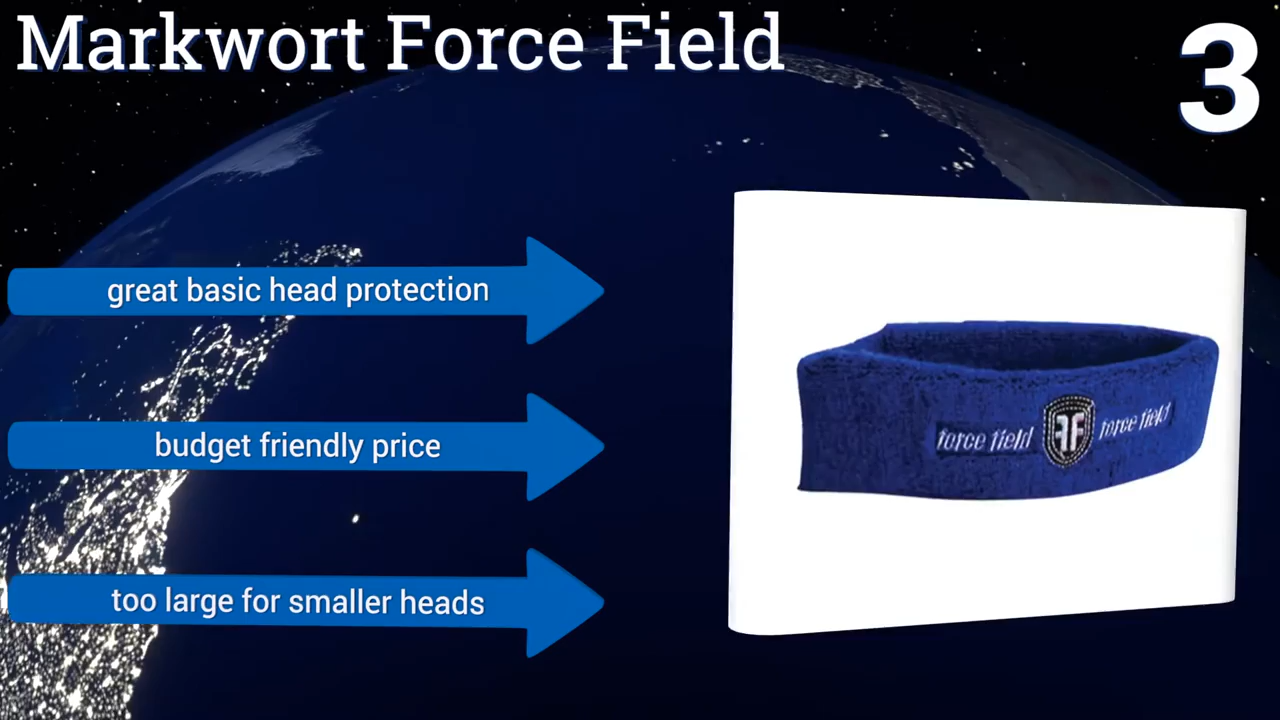 Markwort Force Field
3
great basic head protection
budget friendly price
too large for smaller heads
force field FF force field